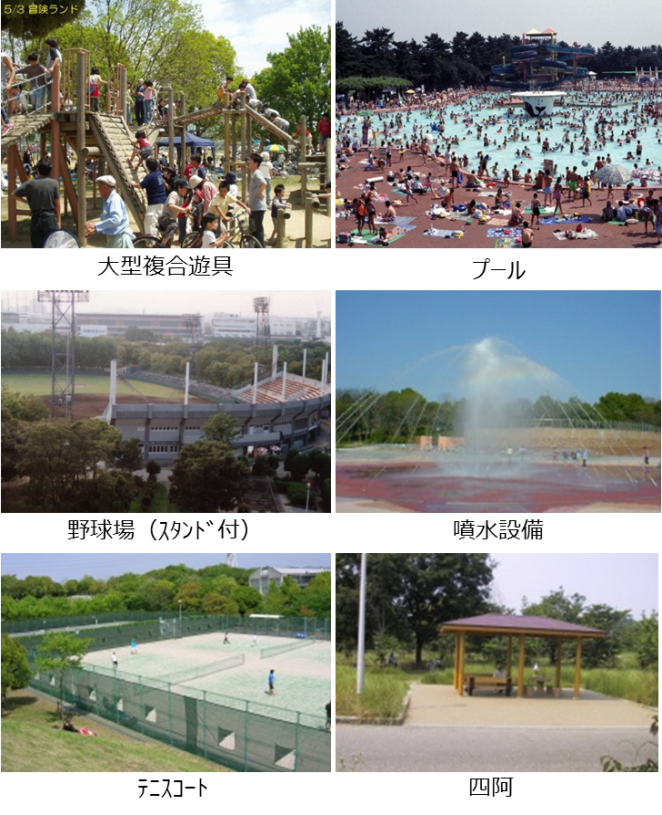 5/3 冒険ランド
大型複合遊具
プール
野球場（ｽﾀﾝﾄﾞ付）
噴水設備
ﾃﾆｽｺｰﾄ
四阿